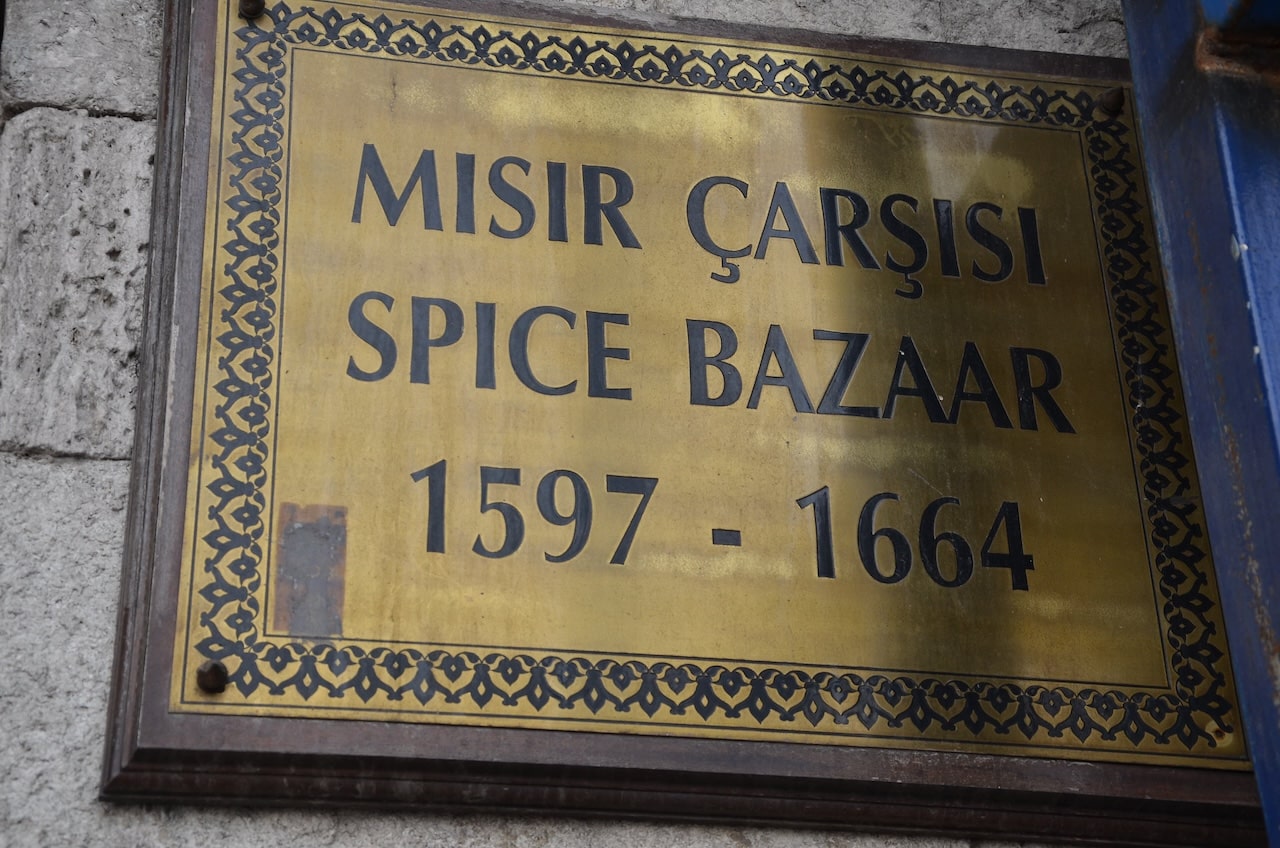 MISIR ÇARŞISI
SPICE BAZAAR
1597 - 1664